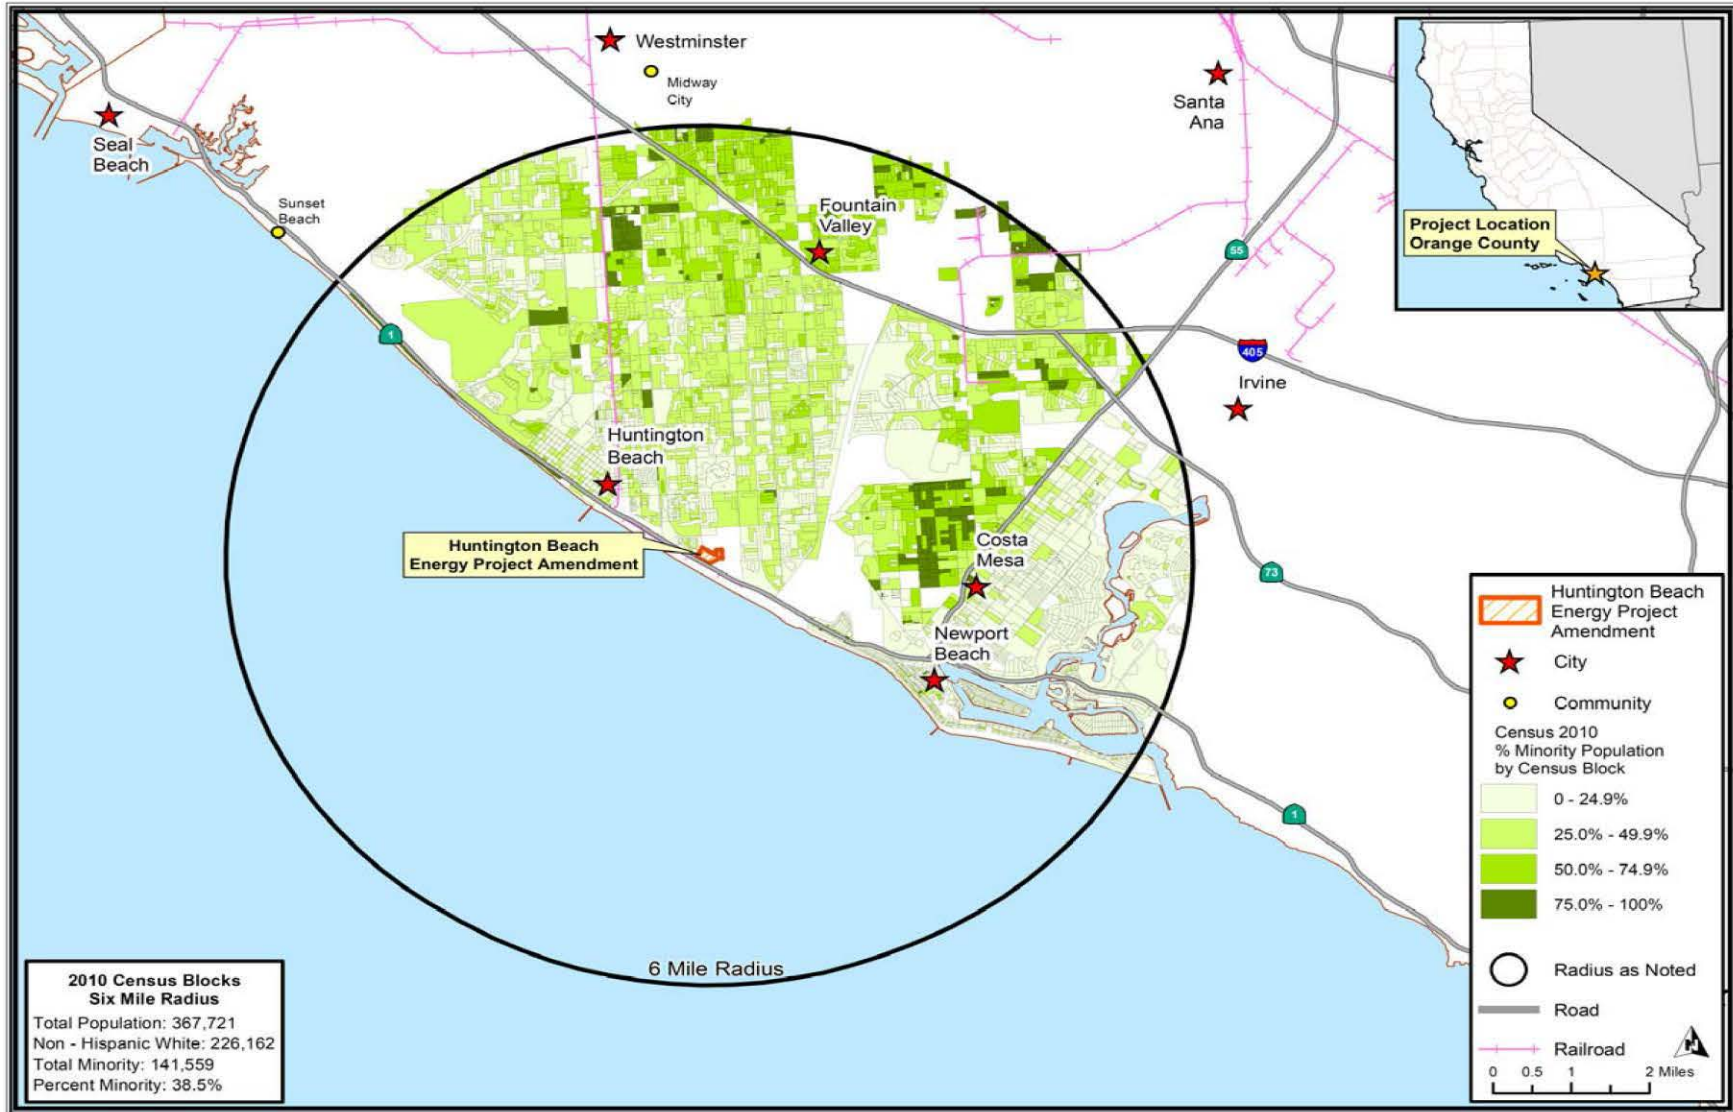 Westminster
Midway
City
Santa
Ana
Seal
Beach
Sunset
Beach
Fountain
Valley
Project Location
Orange County
55
1
405
Irvine
Huntington
Beach
Huntington Beach
Energy Project Amendment
Costa
Mesa
73
Newport
Beach
1
6 Mile Radius
2010 Census Blocks
Six Mile Radius
Total Population: 367,721
Non - Hispanic White: 226,162
Total Minority: 141,559
Percent Minority: 38.5%
Huntington Beach
Energy Project
Amendment
City
Community
Census 2010
% Minority Population
by Census Block
0 - 24.9%
25.0% - 49.9%
50.0% - 74.9%
75.0% - 100%
Radius as Noted
Road
Railroad
N
0 0.5 1 2 Miles